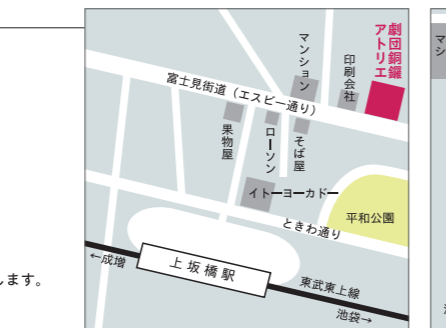 劇団銅鑼
アトリエ
マンション
印刷会社
富士見街道（エスピー通り）
果物屋
ローソン
そば屋
イトーヨーカドー
ときわ通り
平和公園
←成増
上坂橋駅
東武東上線
池袋→
します。
マ
シ